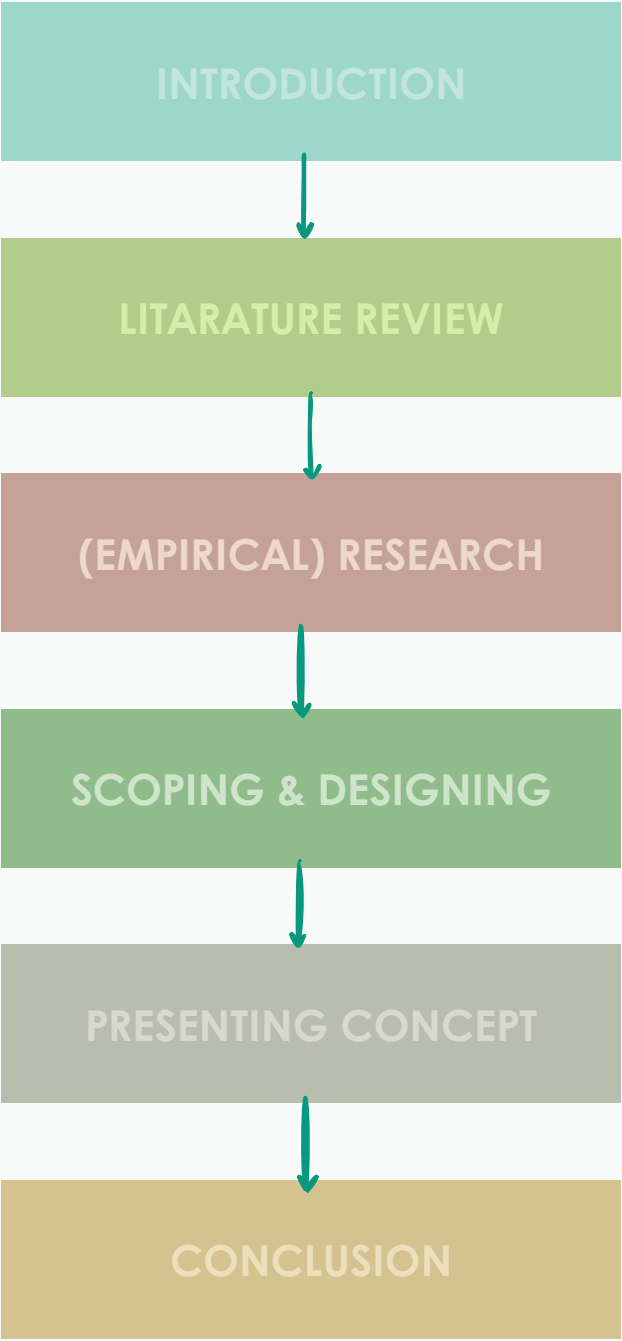 INTRODUCTION
LITARATURE REVIEW
(EMPIRICAL) RESEARCH
SCOPING & DESIGNING
PRESENTING CONCEPT
CONCLUSION